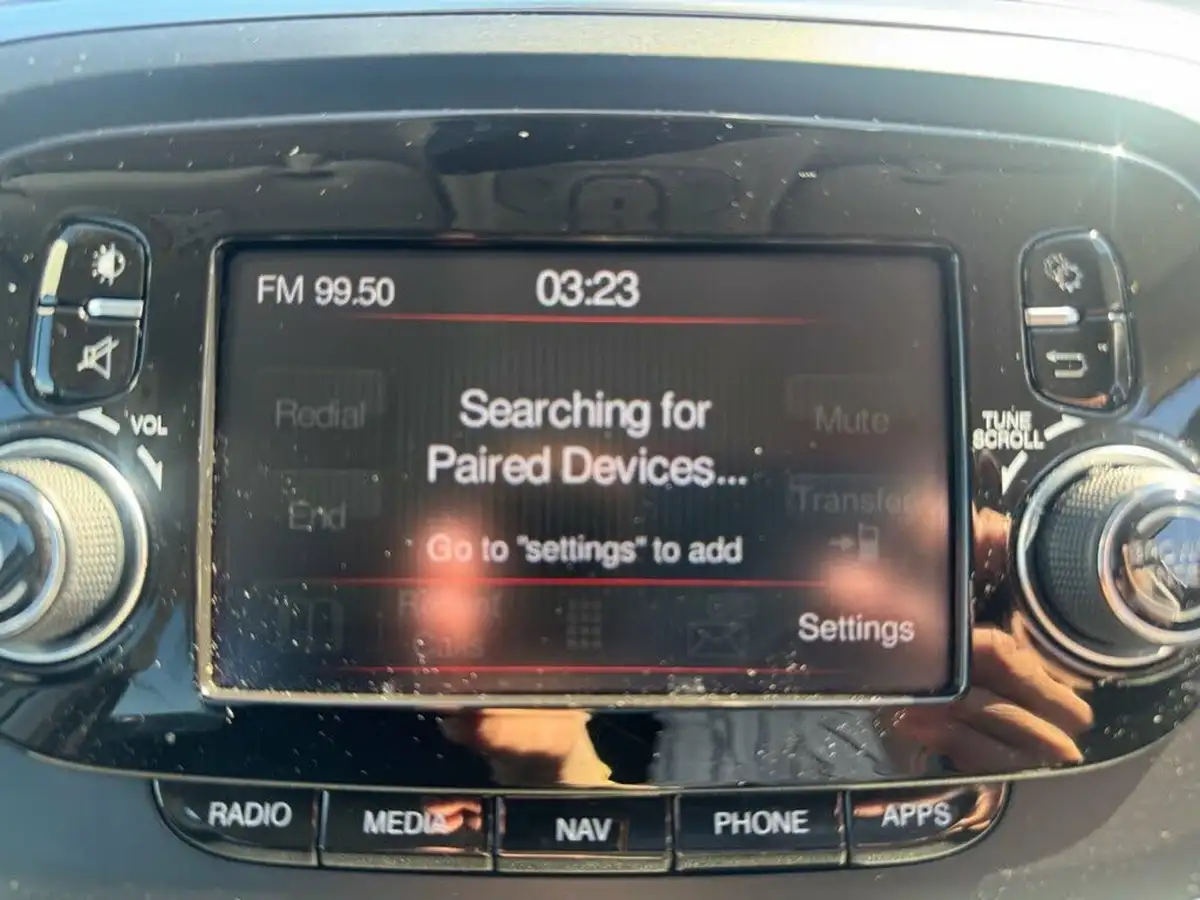 FM 99.50
03:23
Redial
Searching for
Paired Devices...
Mute
End
Transfer
Go to "settings" to add
Settings
VOL
TUNE
SCROLL
RADIO
MEDIA
NAV
PHONE
APPS